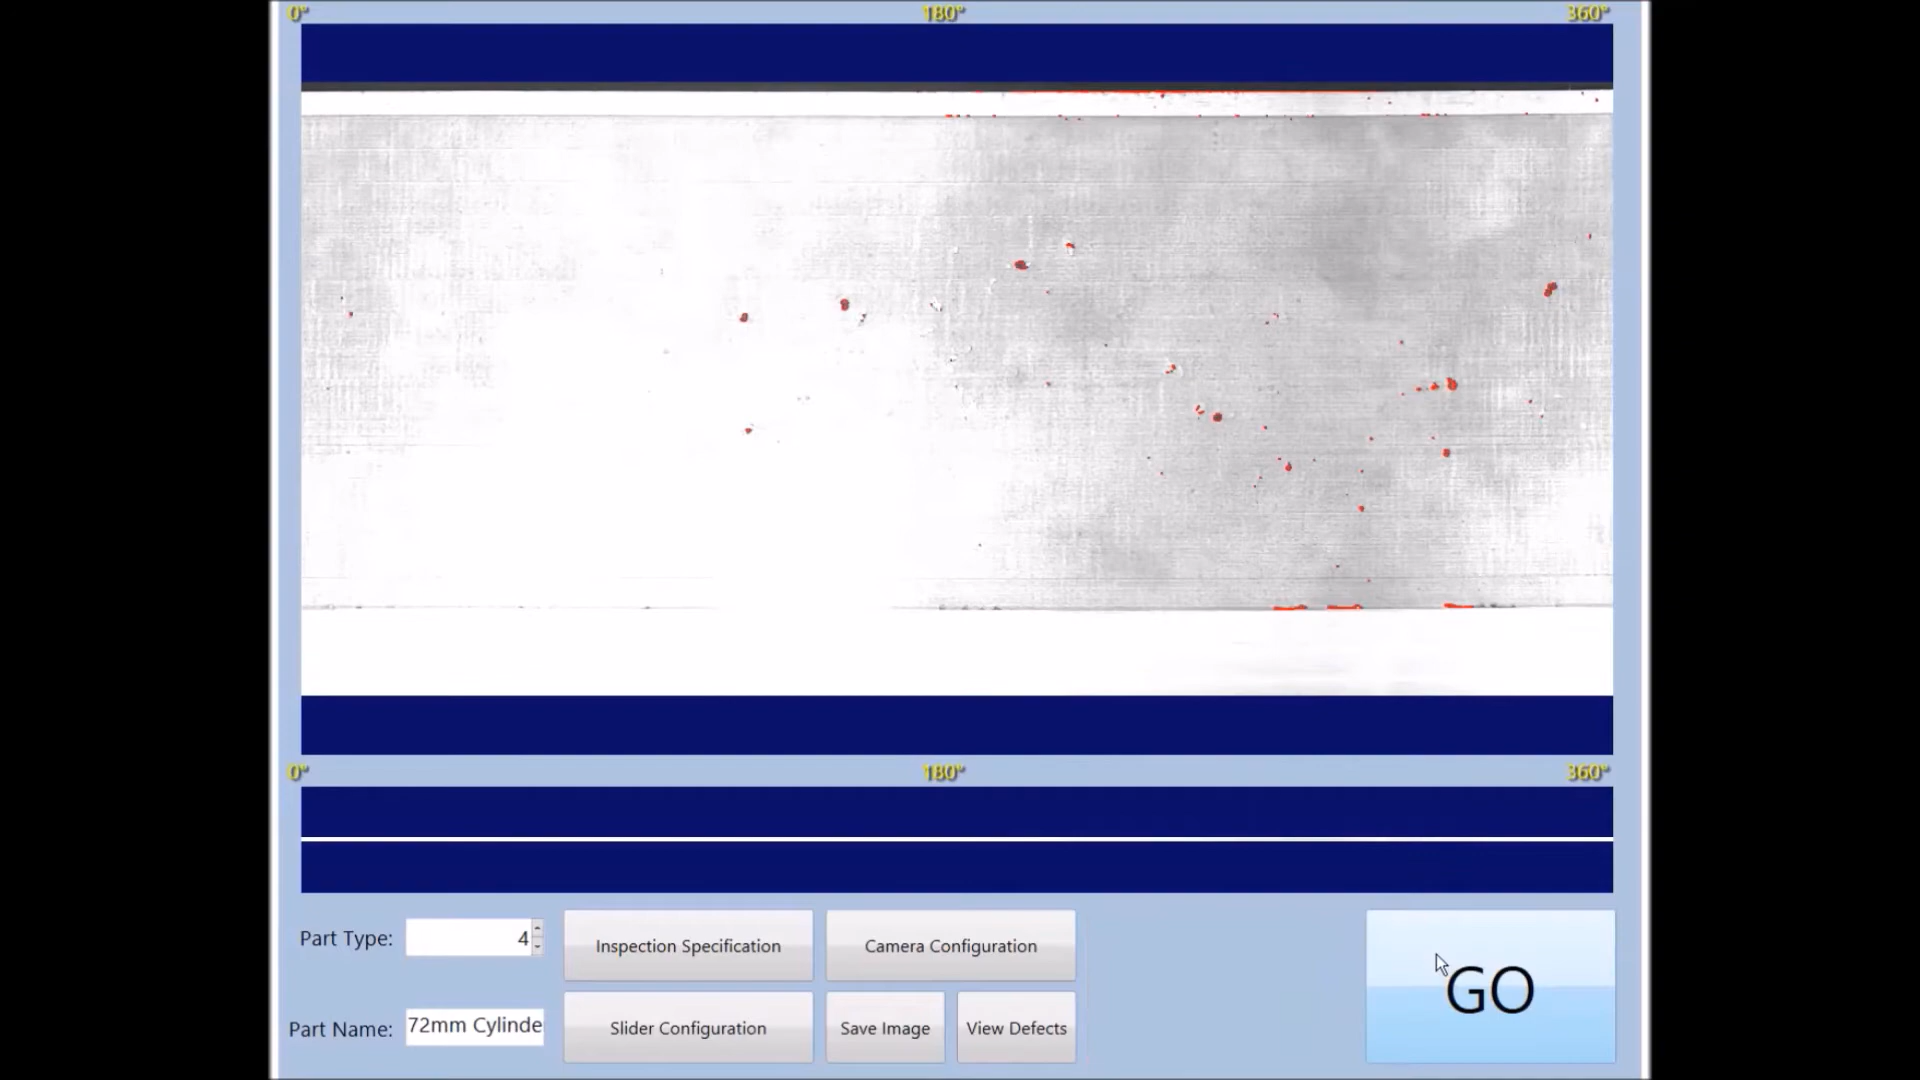 0° 180° 360°
0° 180° 360°
Part Type: 4
Inspection Specification
Camera Configuration
GO
Part Name: 72mm Cylinde
Slider Configuration
Save Image
View Defects